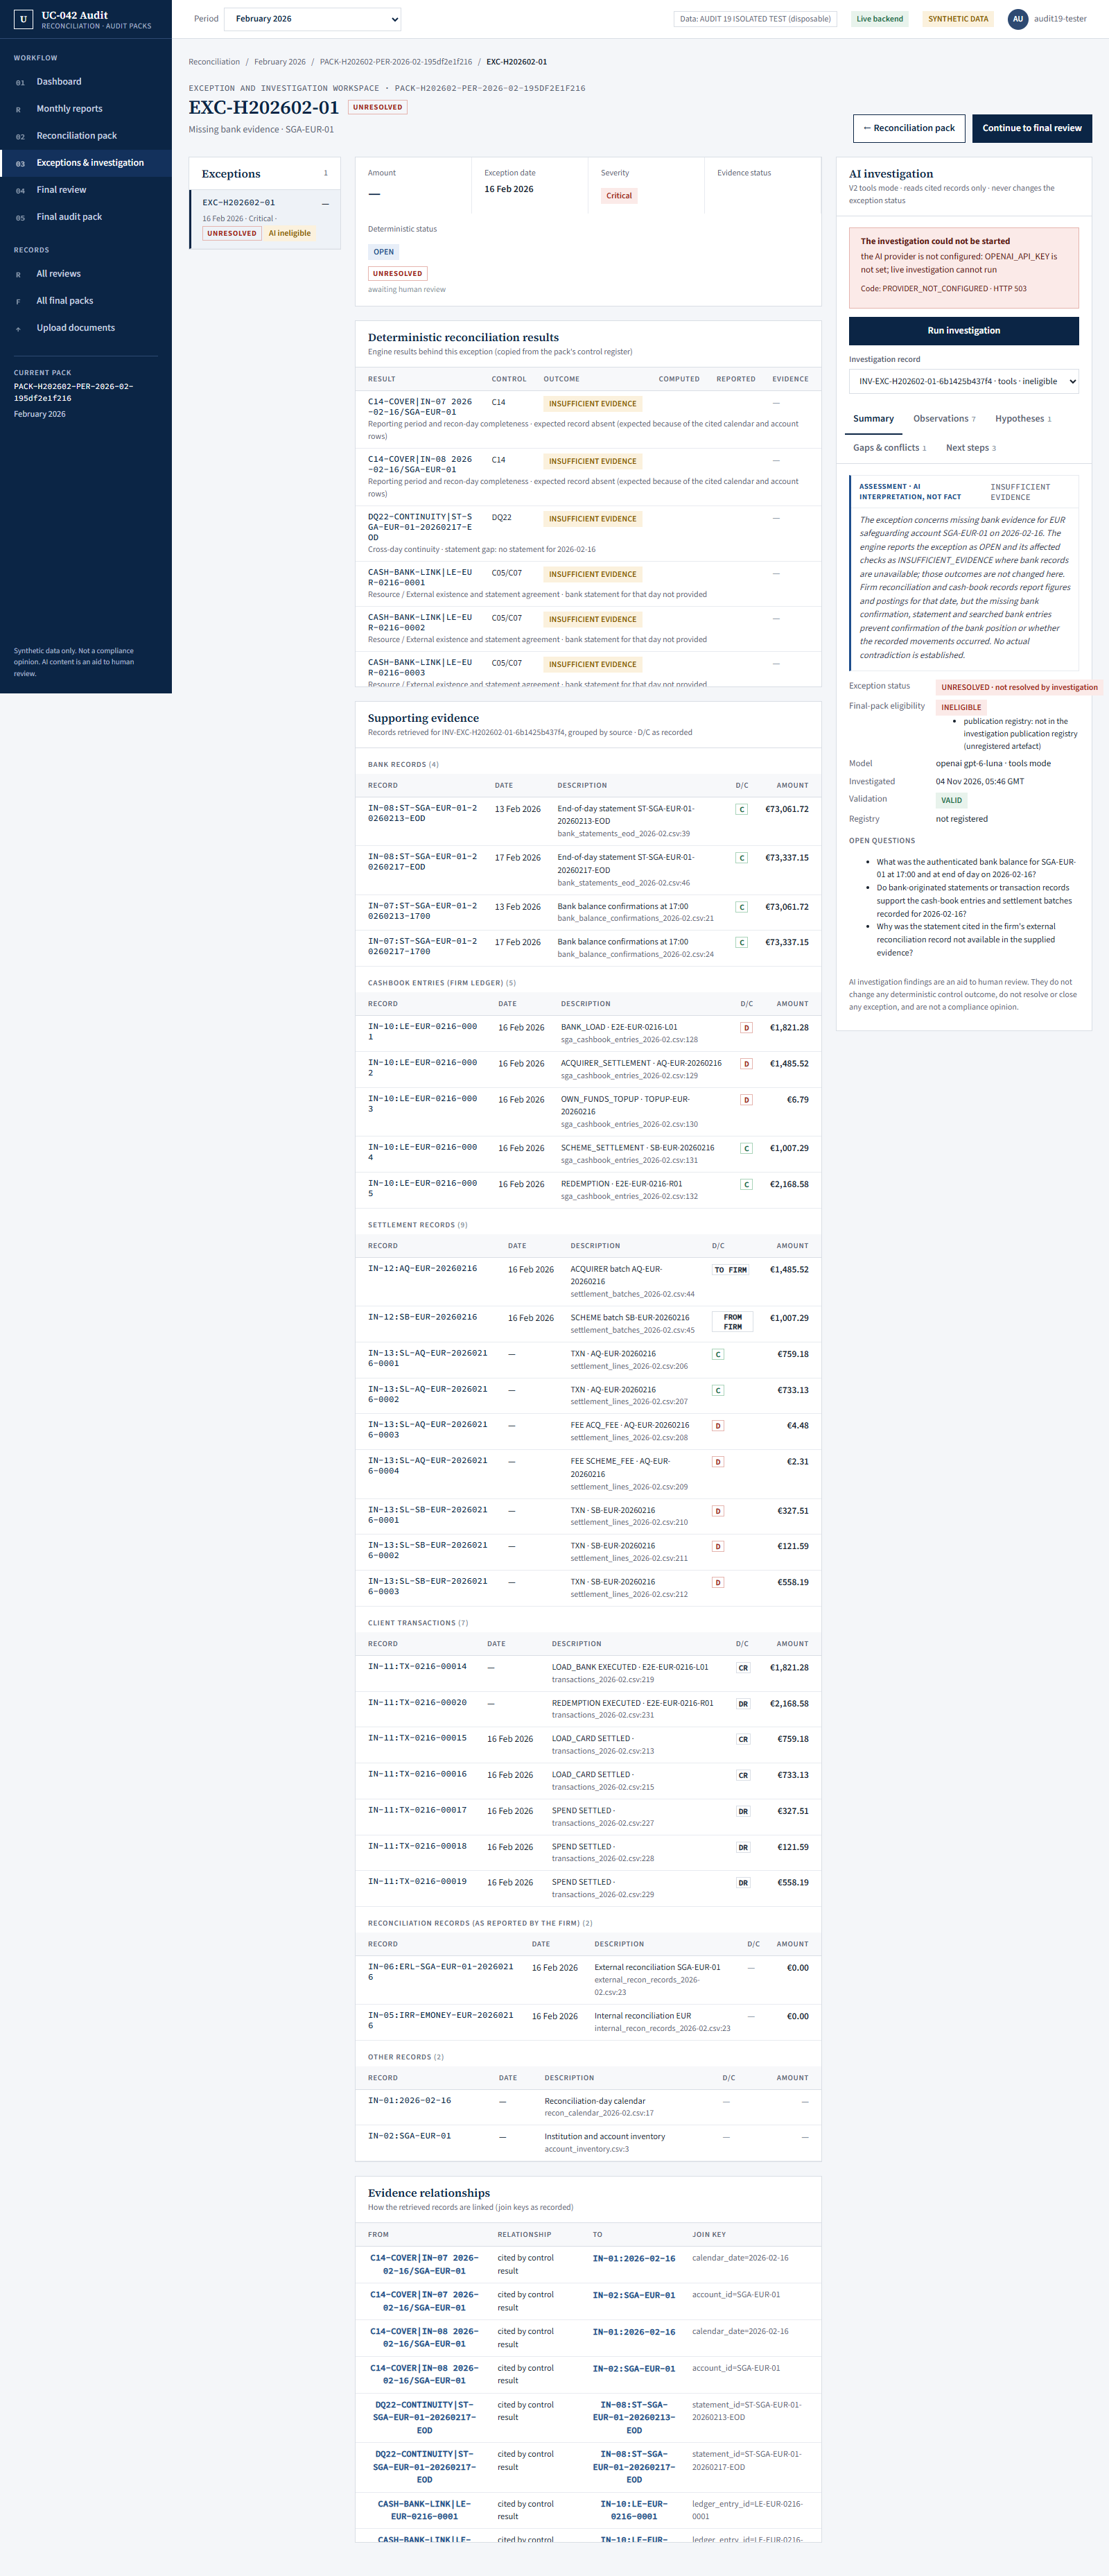 U
UC-042 Audit
RECONCILIATION · AUDIT PACKS
WORKFLOW
01 Dashboard
R Monthly reports
02 Reconciliation pack
03 Exceptions & investigation
04 Final review
05 Final audit pack
RECORDS
R All reviews
F All final packs
↑ Upload documents
CURRENT PACK
PACK-H202602-PER-2026-02-
195df2e1f216
February 2026
Synthetic data only. Not a compliance
opinion. AI content is an aid to human
review.
Period February 2026
Data: AUDIT 19 ISOLATED TEST (disposable)
Live backend
SYNTHETIC DATA
AU audit19-tester
Reconciliation / February 2026 / PACK-H202602-PER-2026-02-195df2e1f216 / EXC-H202602-01
EXCEPTION AND INVESTIGATION WORKSPACE · PACK-H202602-PER-2026-02-195DF2E1F216
EXC-H202602-01 UNRESOLVED
Missing bank evidence · SGA-EUR-01
← Reconciliation pack
Continue to final review
Exceptions 1
EXC-H202602-01 —
16 Feb 2026 · Critical ·
UNRESOLVED AI ineligible
Amount
—
Exception date
16 Feb 2026
Severity
Critical
Evidence status
Deterministic status
OPEN
UNRESOLVED
awaiting human review
Deterministic reconciliation results
Engine results behind this exception (copied from the pack's control register)
RESULT CONTROL OUTCOME COMPUTED REPORTED EVIDENCE
C14-COVER|IN-07 2026 C14 INSUFFICIENT EVIDENCE —
-02-16/SGA-EUR-01
Reporting period and recon-day completeness · expected record absent (expected because of the cited calendar and account
rows)
C14-COVER|IN-08 2026 C14 INSUFFICIENT EVIDENCE —
-02-16/SGA-EUR-01
Reporting period and recon-day completeness · expected record absent (expected because of the cited calendar and account
rows)
DQ22-CONTINUITY|ST-S DQ22 INSUFFICIENT EVIDENCE —
GA-EUR-01-20260217-E
OD
Cross-day continuity · statement gap: no statement for 2026-02-16
CASH-BANK-LINK|LE-EU C05/C07 INSUFFICIENT EVIDENCE —
R-0216-0001
Resource / External existence and statement agreement · bank statement for that day not provided
CASH-BANK-LINK|LE-EU C05/C07 INSUFFICIENT EVIDENCE —
R-0216-0002
Resource / External existence and statement agreement · bank statement for that day not provided
CASH-BANK-LINK|LE-EU C05/C07 INSUFFICIENT EVIDENCE —
R-0216-0003
Resource / External existence and statement agreement · bank statement for that day not provided
Supporting evidence
Records retrieved for INV-EXC-H202602-01-6b1425b437f4, grouped by source · D/C as recorded
BANK RECORDS (4)
RECORD DATE DESCRIPTION D/C AMOUNT
IN-08:ST-SGA-EUR-01-2 13 Feb 2026 End-of-day statement ST-SGA-EUR-01- C €73,061.72
0260213-EOD 20260213-EOD
bank_statements_eod_2026-02.csv:39
IN-08:ST-SGA-EUR-01-2 17 Feb 2026 End-of-day statement ST-SGA-EUR-01- C €73,337.15
0260217-EOD 20260217-EOD
bank_statements_eod_2026-02.csv:46
IN-07:ST-SGA-EUR-01-2 13 Feb 2026 Bank balance confirmations at 17:00 C €73,061.72
0260213-1700 bank_balance_confirmations_2026-02.csv:21
IN-07:ST-SGA-EUR-01-2 17 Feb 2026 Bank balance confirmations at 17:00 C €73,337.15
0260217-1700 bank_balance_confirmations_2026-02.csv:24
CASHBOOK ENTRIES (FIRM LEDGER) (5)
RECORD DATE DESCRIPTION D/C AMOUNT
IN-10:LE-EUR-0216-000 16 Feb 2026 BANK_LOAD · E2E-EUR-0216-L01 D €1,821.28
1 sga_cashbook_entries_2026-02.csv:128
IN-10:LE-EUR-0216-000 16 Feb 2026 ACQUIRER_SETTLEMENT · AQ-EUR-20260216 D €1,485.52
2 sga_cashbook_entries_2026-02.csv:129
IN-10:LE-EUR-0216-000 16 Feb 2026 OWN_FUNDS_TOPUP · TOPUP-EUR- D €6.79
3 20260216
sga_cashbook_entries_2026-02.csv:130
IN-10:LE-EUR-0216-000 16 Feb 2026 SCHEME_SETTLEMENT · SB-EUR-20260216 C €1,007.29
4 sga_cashbook_entries_2026-02.csv:131
IN-10:LE-EUR-0216-000 16 Feb 2026 REDEMPTION · E2E-EUR-0216-R01 C €2,168.58
5 sga_cashbook_entries_2026-02.csv:132
SETTLEMENT RECORDS (9)
RECORD DATE DESCRIPTION D/C AMOUNT
IN-12:AQ-EUR-20260216 16 Feb 2026 ACQUIRER batch AQ-EUR- TO FIRM €1,485.52
20260216
settlement_batches_2026-02.csv:44
IN-12:SB-EUR-20260216 16 Feb 2026 SCHEME batch SB-EUR-20260216 FROM €1,007.29
settlement_batches_2026-02.csv:45 FIRM
IN-13:SL-AQ-EUR-2026021 — TXN · AQ-EUR-20260216 C €759.18
6-0001 settlement_lines_2026-02.csv:206
IN-13:SL-AQ-EUR-2026021 — TXN · AQ-EUR-20260216 C €733.13
6-0002 settlement_lines_2026-02.csv:207
IN-13:SL-AQ-EUR-2026021 — FEE ACQ_FEE · AQ-EUR-20260216 D €4.48
6-0003 settlement_lines_2026-02.csv:208
IN-13:SL-AQ-EUR-2026021 — FEE SCHEME_FEE · AQ-EUR- D €2.31
6-0004 20260216
settlement_lines_2026-02.csv:209
IN-13:SL-SB-EUR-2026021 — TXN · SB-EUR-20260216 D €327.51
6-0001 settlement_lines_2026-02.csv:210
IN-13:SL-SB-EUR-2026021 — TXN · SB-EUR-20260216 D €121.59
6-0002 settlement_lines_2026-02.csv:211
IN-13:SL-SB-EUR-2026021 — TXN · SB-EUR-20260216 D €558.19
6-0003 settlement_lines_2026-02.csv:212
CLIENT TRANSACTIONS (7)
RECORD DATE DESCRIPTION D/C AMOUNT
IN-11:TX-0216-00014 — LOAD_BANK EXECUTED · E2E-EUR-0216-L01 CR €1,821.28
transactions_2026-02.csv:219
IN-11:TX-0216-00020 — REDEMPTION EXECUTED · E2E-EUR-0216-R01 DR €2,168.58
transactions_2026-02.csv:231
IN-11:TX-0216-00015 16 Feb 2026 LOAD_CARD SETTLED · CR €759.18
transactions_2026-02.csv:213
IN-11:TX-0216-00016 16 Feb 2026 LOAD_CARD SETTLED · CR €733.13
transactions_2026-02.csv:215
IN-11:TX-0216-00017 16 Feb 2026 SPEND SETTLED · DR €327.51
transactions_2026-02.csv:227
IN-11:TX-0216-00018 16 Feb 2026 SPEND SETTLED · DR €121.59
transactions_2026-02.csv:228
IN-11:TX-0216-00019 16 Feb 2026 SPEND SETTLED · DR €558.19
transactions_2026-02.csv:229
RECONCILIATION RECORDS (AS REPORTED BY THE FIRM) (2)
RECORD DATE DESCRIPTION D/C AMOUNT
IN-06:ERL-SGA-EUR-01-2026021 16 Feb 2026 External reconciliation SGA-EUR-01 — €0.00
6 external_recon_records_2026-
02.csv:23
IN-05:IRR-EMONEY-EUR-2026021 16 Feb 2026 Internal reconciliation EUR — €0.00
6 internal_recon_records_2026-02.csv:23
OTHER RECORDS (2)
RECORD DATE DESCRIPTION D/C AMOUNT
IN-01:2026-02-16 — Reconciliation-day calendar — —
recon_calendar_2026-02.csv:17
IN-02:SGA-EUR-01 — Institution and account inventory — —
account_inventory.csv:3
Evidence relationships
How the retrieved records are linked (join keys as recorded)
FROM RELATIONSHIP TO JOIN KEY
C14-COVER|IN-07 2026- cited by control IN-01:2026-02-16 calendar_date=2026-02-16
02-16/SGA-EUR-01 result
C14-COVER|IN-07 2026- cited by control IN-02:SGA-EUR-01 account_id=SGA-EUR-01
02-16/SGA-EUR-01 result
C14-COVER|IN-08 2026- cited by control IN-01:2026-02-16 calendar_date=2026-02-16
02-16/SGA-EUR-01 result
C14-COVER|IN-08 2026- cited by control IN-02:SGA-EUR-01 account_id=SGA-EUR-01
02-16/SGA-EUR-01 result
DQ22-CONTINUITY|ST- cited by control IN-08:ST-SGA- statement_id=ST-SGA-EUR-01-
SGA-EUR-01-20260217- result EUR-01-20260213- 20260213-EOD
EOD EOD
DQ22-CONTINUITY|ST- cited by control IN-08:ST-SGA- statement_id=ST-SGA-EUR-01-
SGA-EUR-01-20260217- result EUR-01-20260217- 20260217-EOD
EOD EOD
CASH-BANK-LINK|LE- cited by control IN-10:LE-EUR- ledger_entry_id=LE-EUR-0216-
EUR-0216-0001 result 0216-0001 0001
CASH-BANK-LINK|LE- cited by control IN-10:LE-EUR- ledger_entry_id=LE-EUR-0216-
AI investigation
V2 tools mode · reads cited records only · never changes the
exception status
The investigation could not be started
the AI provider is not configured: OPENAI_API_KEY is
not set; live investigation cannot run
Code: PROVIDER_NOT_CONFIGURED · HTTP 503
Run investigation
Investigation record
INV-EXC-H202602-01-6b1425b437f4 · tools · ineligible
Summary Observations 7 Hypotheses 1
Gaps & conflicts 1 Next steps 3
ASSESSMENT · AI INSUFFICIENT
INTERPRETATION, NOT FACT EVIDENCE
The exception concerns missing bank evidence for EUR
safeguarding account SGA-EUR-01 on 2026-02-16. The
engine reports the exception as OPEN and its affected
checks as INSUFFICIENT_EVIDENCE where bank records
are unavailable; those outcomes are not changed here.
Firm reconciliation and cash-book records report figures
and postings for that date, but the missing bank
confirmation, statement and searched bank entries
prevent confirmation of the bank position or whether
the recorded movements occurred. No actual
contradiction is established.
Exception status UNRESOLVED · not resolved by investigation
Final-pack eligibility INELIGIBLE
• publication registry: not in the
investigation publication registry
(unregistered artefact)
Model openai gpt-6-luna · tools mode
Investigated 04 Nov 2026, 05:46 GMT
Validation VALID
Registry not registered
OPEN QUESTIONS
• What was the authenticated bank balance for SGA-EUR-
01 at 17:00 and at end of day on 2026-02-16?
• Do bank-originated statements or transaction records
support the cash-book entries and settlement batches
recorded for 2026-02-16?
• Why was the statement cited in the firm's external
reconciliation record not available in the supplied
evidence?
AI investigation findings are an aid to human review. They do not
change any deterministic control outcome, do not resolve or close
any exception, and are not a compliance opinion.